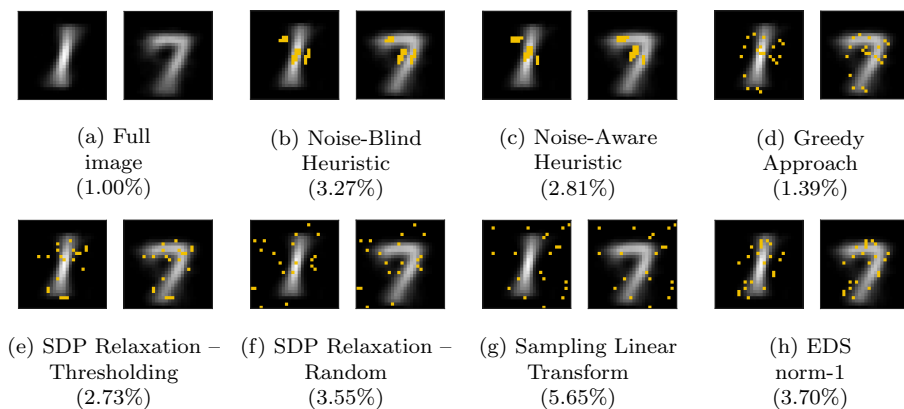 (a) Full
image
(1.00%)
(b) Noise-Blind
Heuristic
(3.27%)
(c) Noise-Aware
Heuristic
(2.81%)
(d) Greedy
Approach
(1.39%)
(e) SDP Relaxation –
Thresholding
(2.73%)
(f) SDP Relaxation –
Random
(3.55%)
(g) Sampling Linear
Transform
(5.65%)
(h) EDS
norm-1
(3.70%)